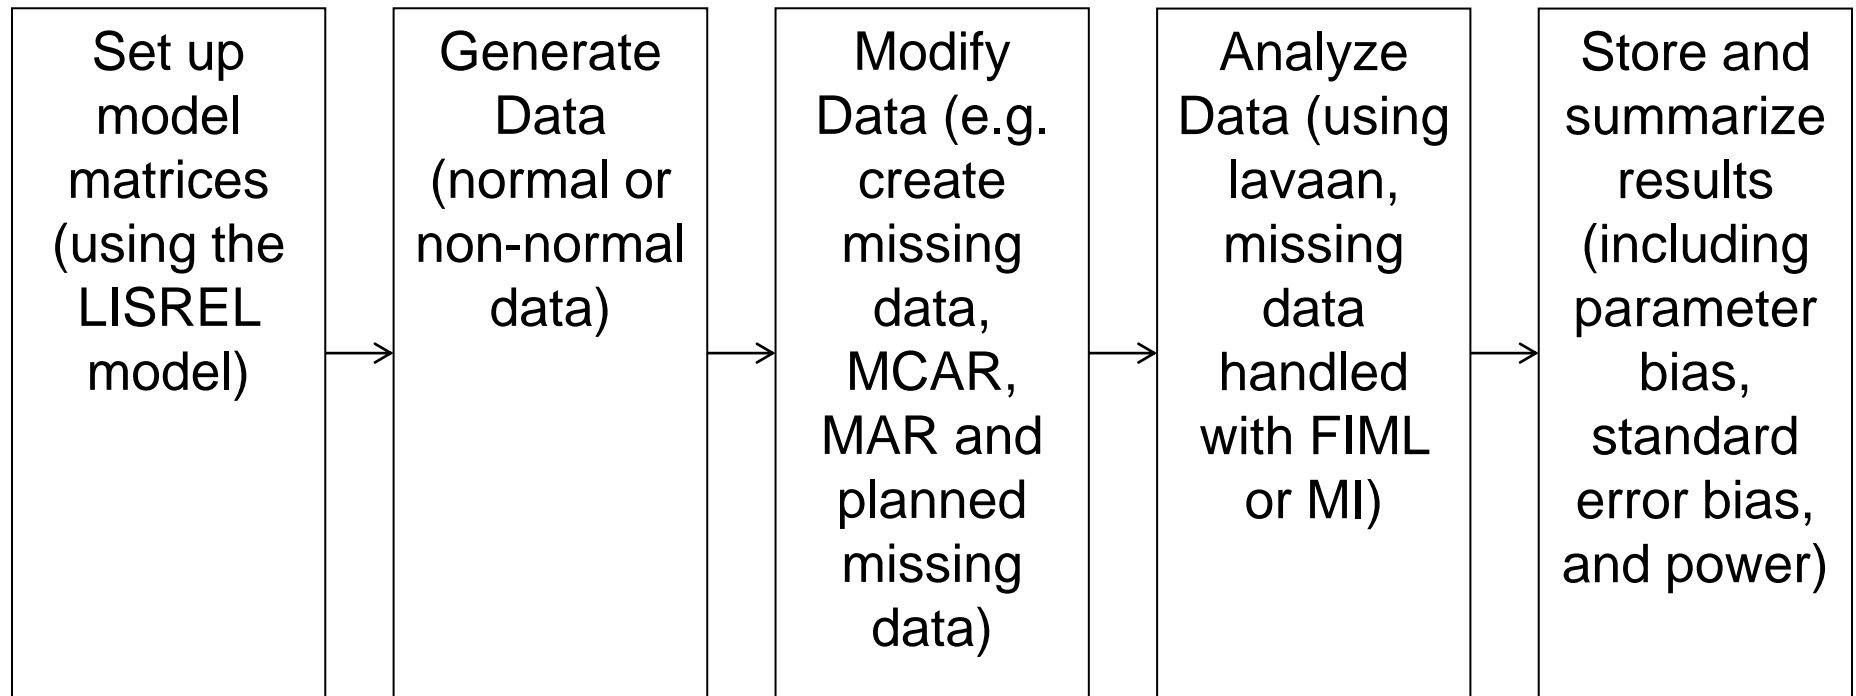 Set up
model
matrices
(using the
LISREL
model)
Generate
Data
(normal or
non-normal
data)
Modify
Data (e.g.
create
missing
data,
MCAR,
MAR and
planned
missing
data)
Analyze
Data (using
lavaan,
missing
data
handled
with FIML
or MI)
Store and
summarize
results
(including
parameter
bias,
standard
error bias,
and power)